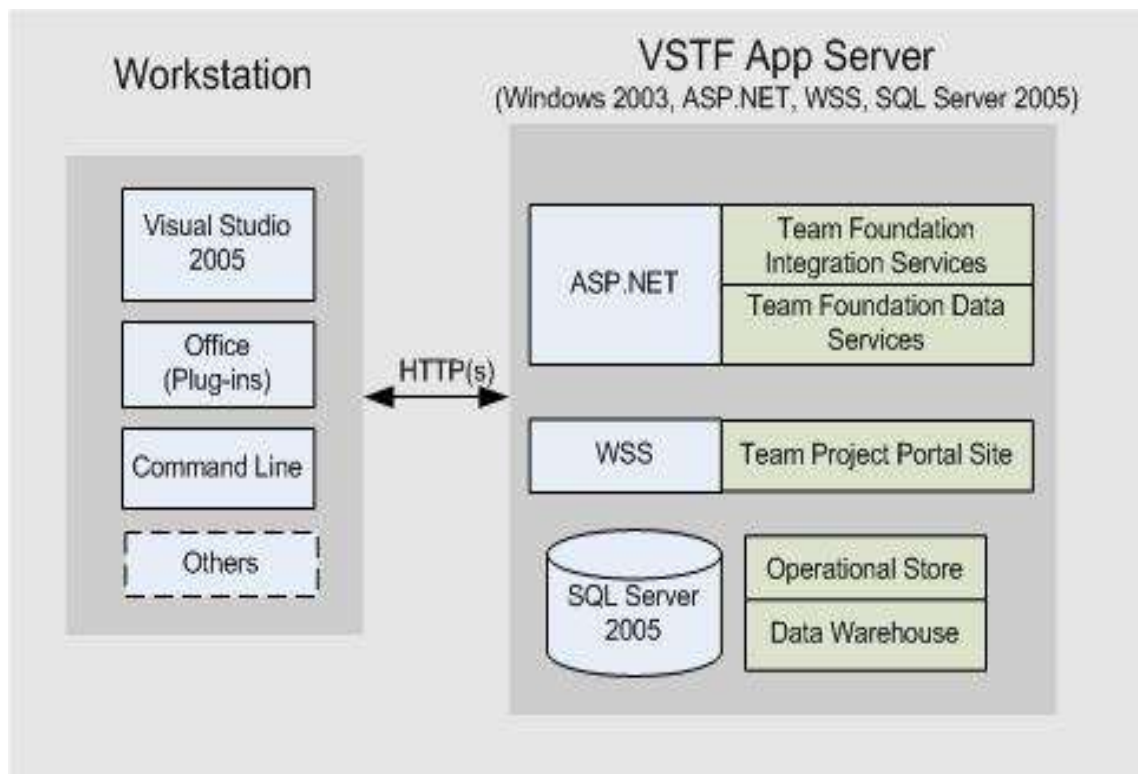 Workstation
Visual Studio
2005
Office
(Plug-ins)
Command Line
Others
HTTP(s)
VSTF App Server
(Windows 2003, ASP.NET, WSS, SQL Server 2005)
ASP.NET
Team Foundation
Integration Services
Team Foundation Data
Services
WSS
Team Project Portal Site
SQL Server
2005
Operational Store
Data Warehouse